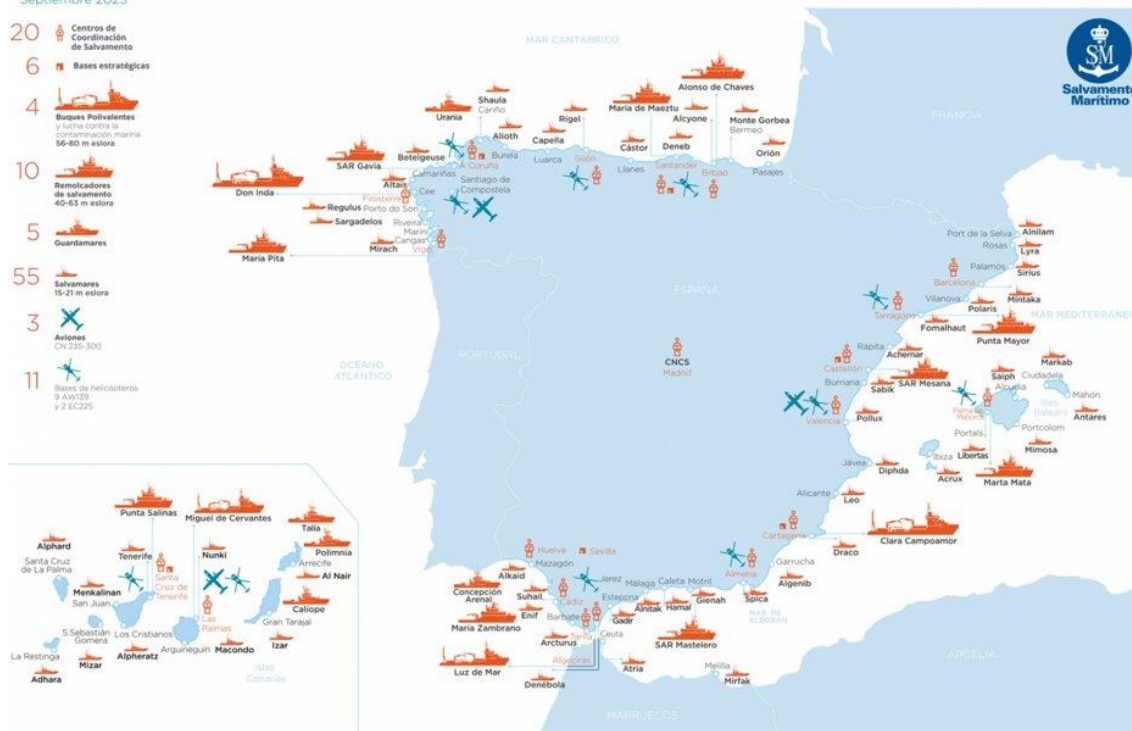 Septiembre 2023
20
Centros de
Coordinación
de Salvamento
6
Bases estratégicas
4
Buques Polivalentes
y lucha contra la
contaminación marina
56-80 m eslora
10
Remolcadores
de salvamento
40-63 m eslora
5
Guardamares
55
Salvamares
15-21 m eslora
3
Aviones
CN 235-300
11
Bases de helicópteros
9 AW139
y 2 EC225
SM
Salvamento
Marítimo
MAR CANTÁBRICO
FRANCIA
ESPAÑA
PORTUGAL
OCÉANO
ATLÁNTICO
MAR MEDITERRÁNEO
Illes
Balears
MAR DE
ALBORÁN
ARGELIA
MARRUECOS
Islas
Canarias
CNCS
Madrid
Shaula
Cariño
Urania
Alioth
Burela
SAR Gavia
Betelgeuse
A Coruña
Camariñas
Santiago de
Compostela
Don Inda
Altair
Cee
Finisterre
Regulus
Porto do Son
Sargadelos
Riveira
Marín
Cangas
Vigo
Mirach
María Pita
Capella
Luarca
Rigel
Gijón
Cástor
Llanes
María de Maeztu
Deneb
Santander
Alonso de Chaves
Alcyone
Bilbao
Monte Gorbea
Bermeo
Orión
Pasajes
Port de la Selva
Alnilam
Rosas
Lyra
Palamós
Sirius
Barcelona
Mintaka
Vilanova
Polaris
Tarragona
Fomalhaut
Punta Mayor
Rápita
Achernar
Castellón
SAR Mesana
Burriana
Sabik
Valencia
Pollux
Jávea
Diphda
Alicante
Leo
Cartagena
Clara Campoamor
Draco
Garrucha
Algenib
Almería
Spica
Markab
Ciudadela
Saiph
Alcudia
Mahón
Antares
Palma de
Mallorca
Portals
Portcolom
Mimosa
Libertas
Ibiza
Acrux
Marta Mata
Huelva
Mazagón
Sevilla
Alkaid
Concepción
Arenal
Suhail
Cádiz
Jerez
María Zambrano
Enif
Barbate
Arcturus
Tarifa
Algeciras
Luz de Mar
Denébola
Ceuta
Atria
Estepona
Gadir
Málaga
Alnitak
Caleta
Hamal
Motril
Gienah
SAR Mastelero
Melilla
Mirfak
Punta Salinas
Miguel de Cervantes
Talía
Polimnia
Arrecife
Al Nair
Calíope
Gran Tarajal
Izar
Alphard
Santa Cruz
de La Palma
Tenerife
Santa
Cruz de
Tenerife
Nunki
Menkalinan
San Juan
Las
Palmas
S.Sebastián
Gomera
Los Cristianos
Arguineguín
Macondo
La Restinga
Adhara
Mizar
Alpheratz